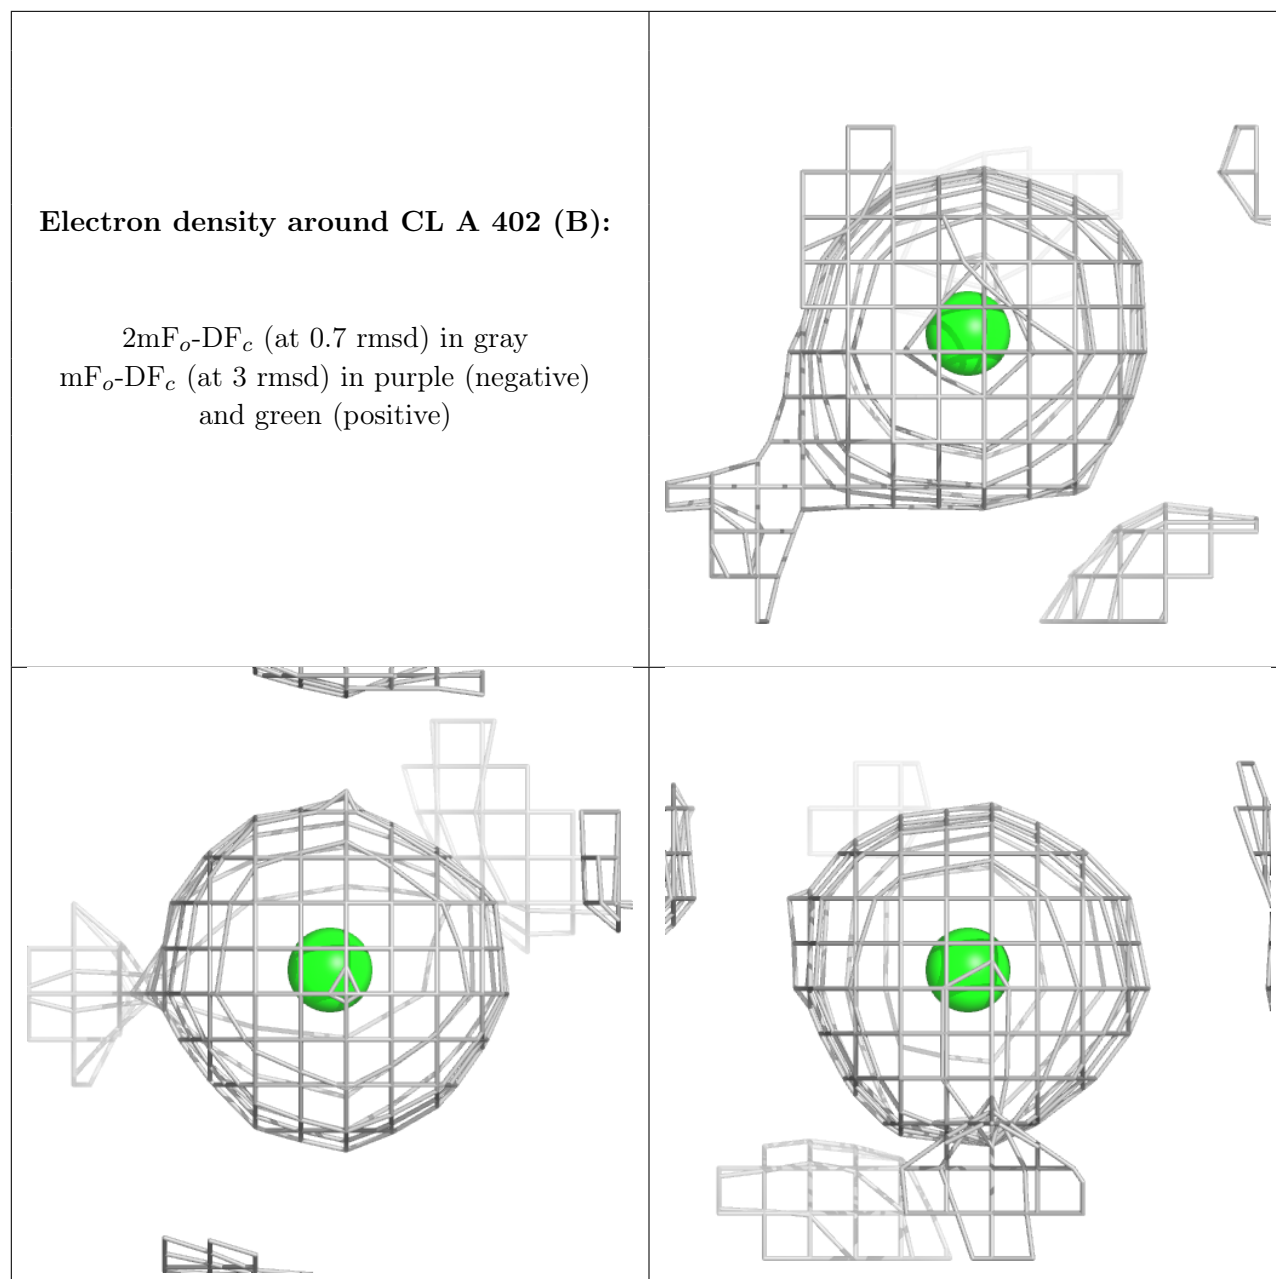 Electron density around CL A 402 (B):
2mFₒ-DF𝒸 (at 0.7 rmsd) in gray
mFₒ-DF𝒸 (at 3 rmsd) in purple (negative)
and green (positive)